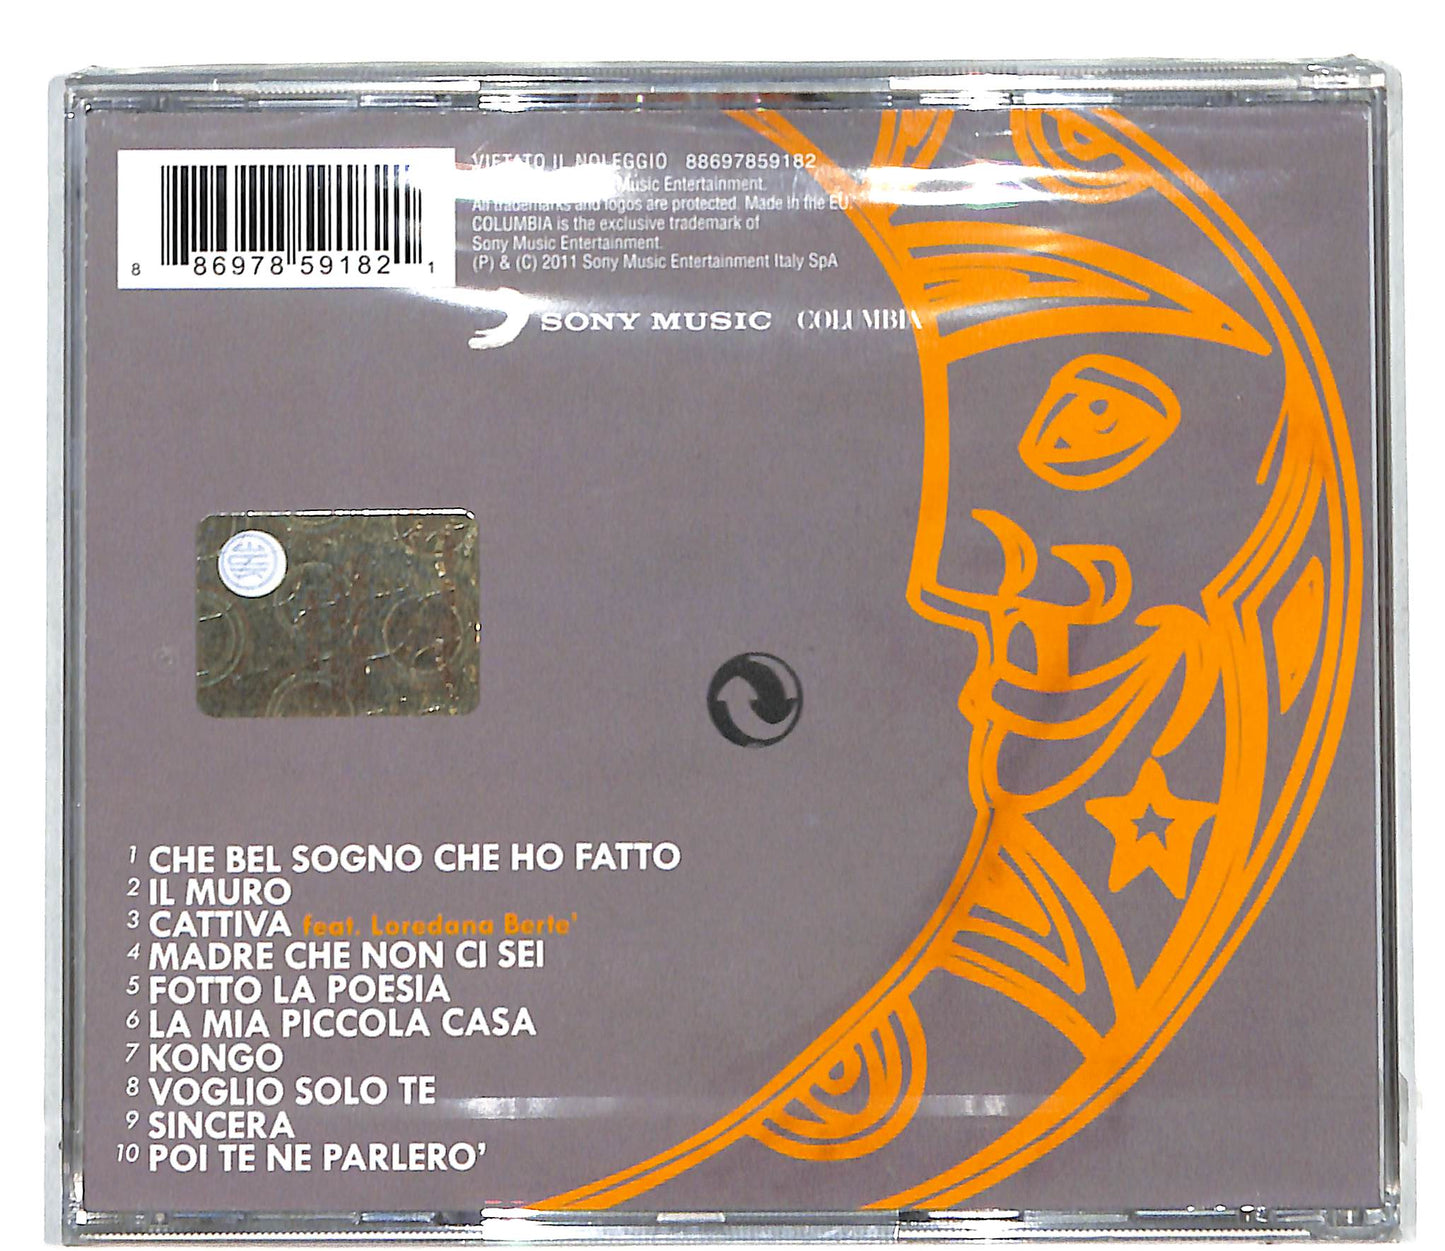 8 86978 59182 1
VIETATO IL NOLEGGIO 88697859182
Music Entertainment.
All trademarks and logos are protected. Made in the EU.
COLUMBIA is the exclusive trademark of
Sony Music Entertainment.
(P) & (C) 2011 Sony Music Entertainment Italy SpA
SONY MUSIC COLUMBIA
1 CHE BEL SOGNO CHE HO FATTO
2 IL MURO
3 CATTIVA feat. Loredana Berte'
4 MADRE CHE NON CI SEI
5 FOTTO LA POESIA
6 LA MIA PICCOLA CASA
7 KONGO
8 VOGLIO SOLO TE
9 SINCERA
10 POI TE NE PARLERO'